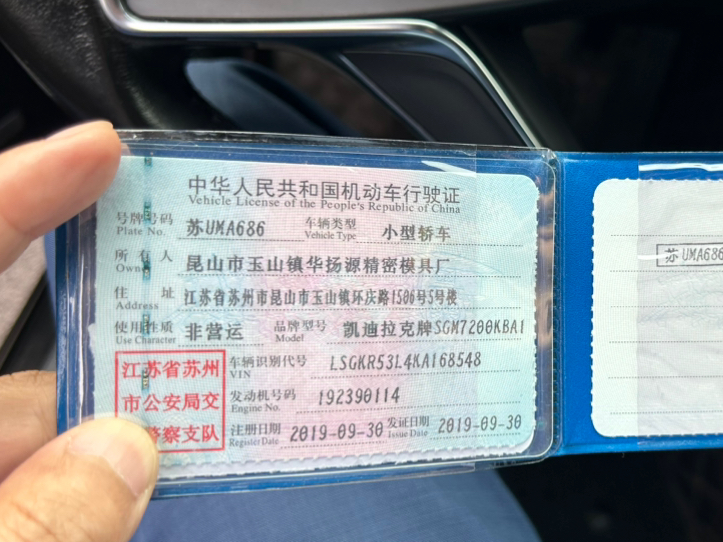 中华人民共和国机动车行驶证
Vehicle License of the People's Republic of China
号牌号码 苏UMA686 车辆类型 小型轿车
Plate No. Vehicle Type
所有人 昆山市玉山镇华扬源精密模具厂
Owner
住址 江苏省苏州市昆山市玉山镇环庆路1506号5号楼
Address
使用性质 非营运 品牌型号 凯迪拉克牌SGM7200KBA1
Use Character Model
江苏省苏州
市公安局交
警察支队
车辆识别代号 LSGKR53L4KA168548
VIN
发动机号码 192390114
Engine No.
注册日期 2019-09-30 发证日期 2019-09-30
Register Date Issue Date
苏UMA686